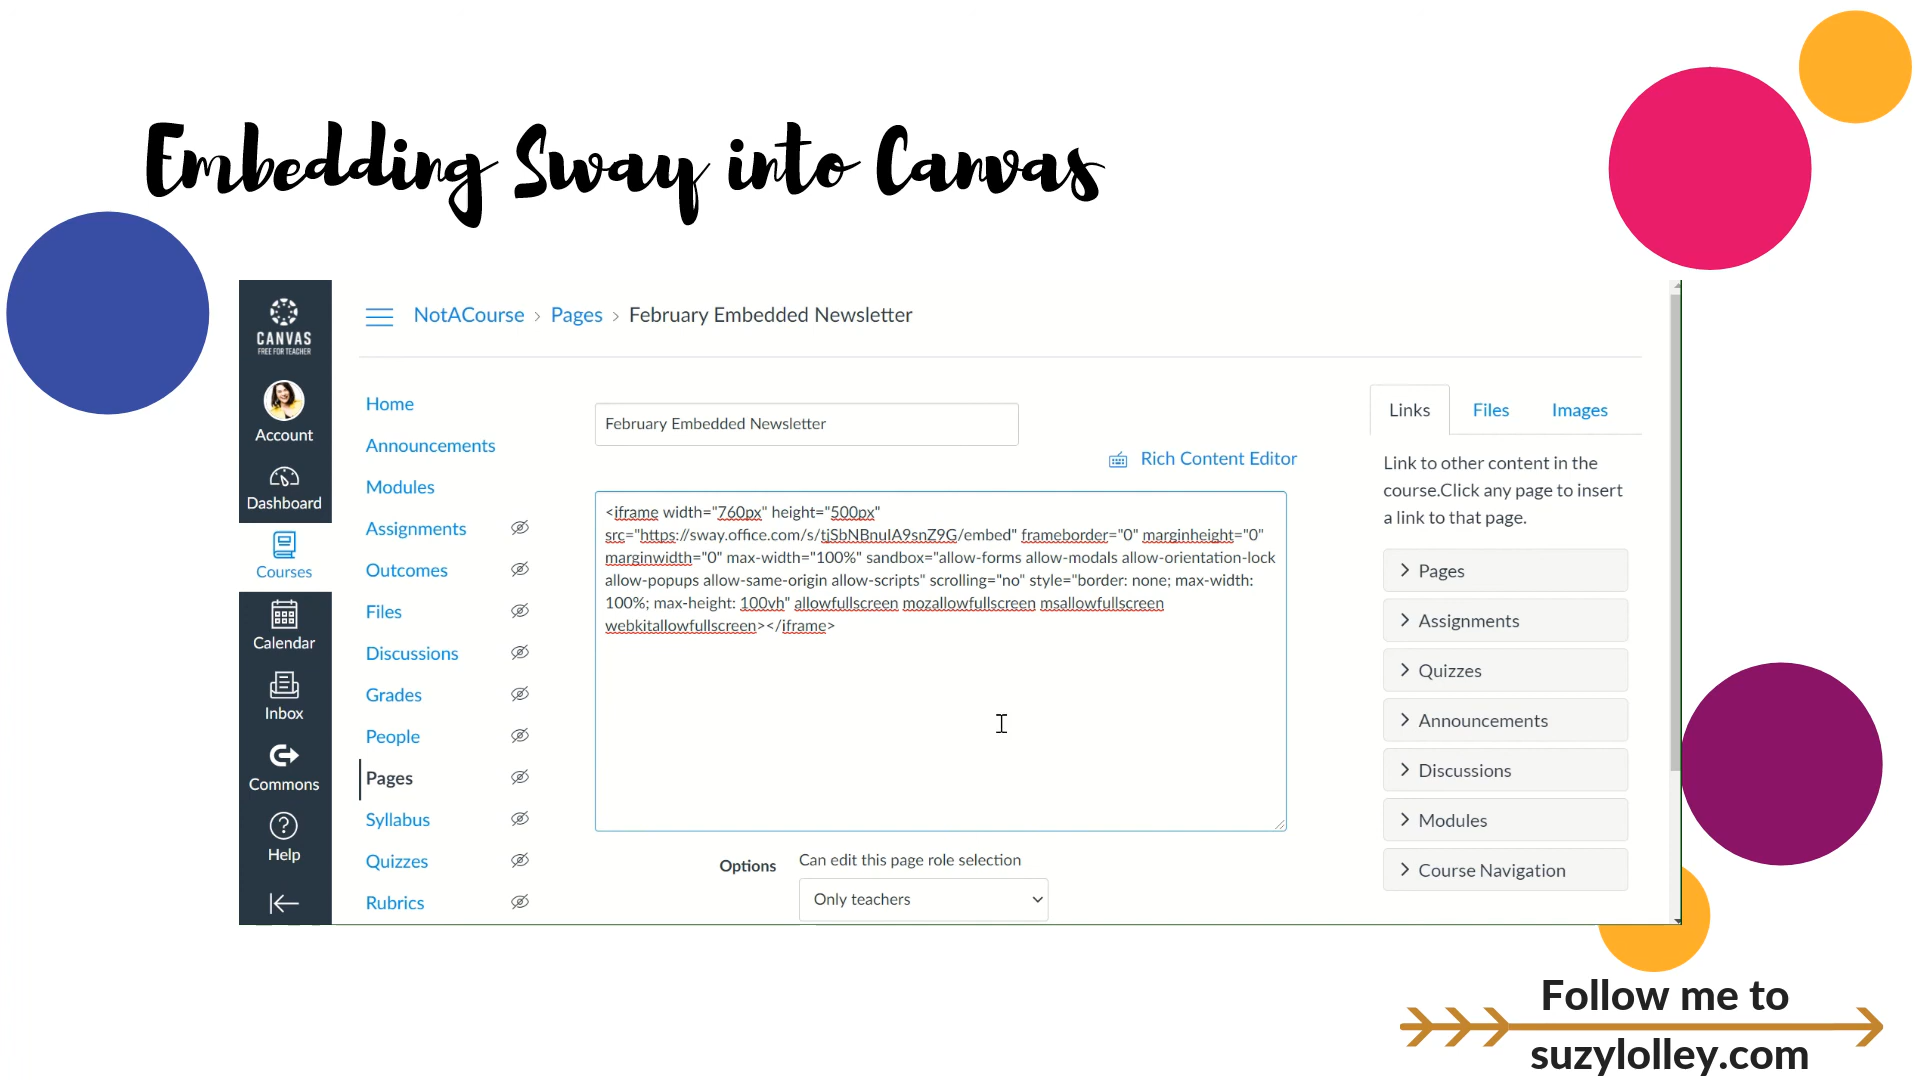 Embedding Sway into Canvas
CANVAS
FREE FOR TEACHER
Account
Dashboard
Courses
Calendar
Inbox
Commons
Help
NotACourse > Pages > February Embedded Newsletter
Home
Announcements
Modules
Assignments
Outcomes
Files
Discussions
Grades
People
Pages
Syllabus
Quizzes
Rubrics
February Embedded Newsletter
Rich Content Editor
<iframe width="760px" height="500px"
src="https://sway.office.com/s/tjSbNBnuIA9snZ9G/embed" frameborder="0" marginheight="0"
marginwidth="0" max-width="100%" sandbox="allow-forms allow-modals allow-orientation-lock
allow-popups allow-same-origin allow-scripts" scrolling="no" style="border: none; max-width:
100%; max-height: 100vh" allowfullscreen mozallowfullscreen msallowfullscreen
webkitallowfullscreen></iframe>
Options
Can edit this page role selection
Only teachers
Links Files Images
Link to other content in the
course.Click any page to insert
a link to that page.
Pages
Assignments
Quizzes
Announcements
Discussions
Modules
Course Navigation
Follow me to
suzylolley.com